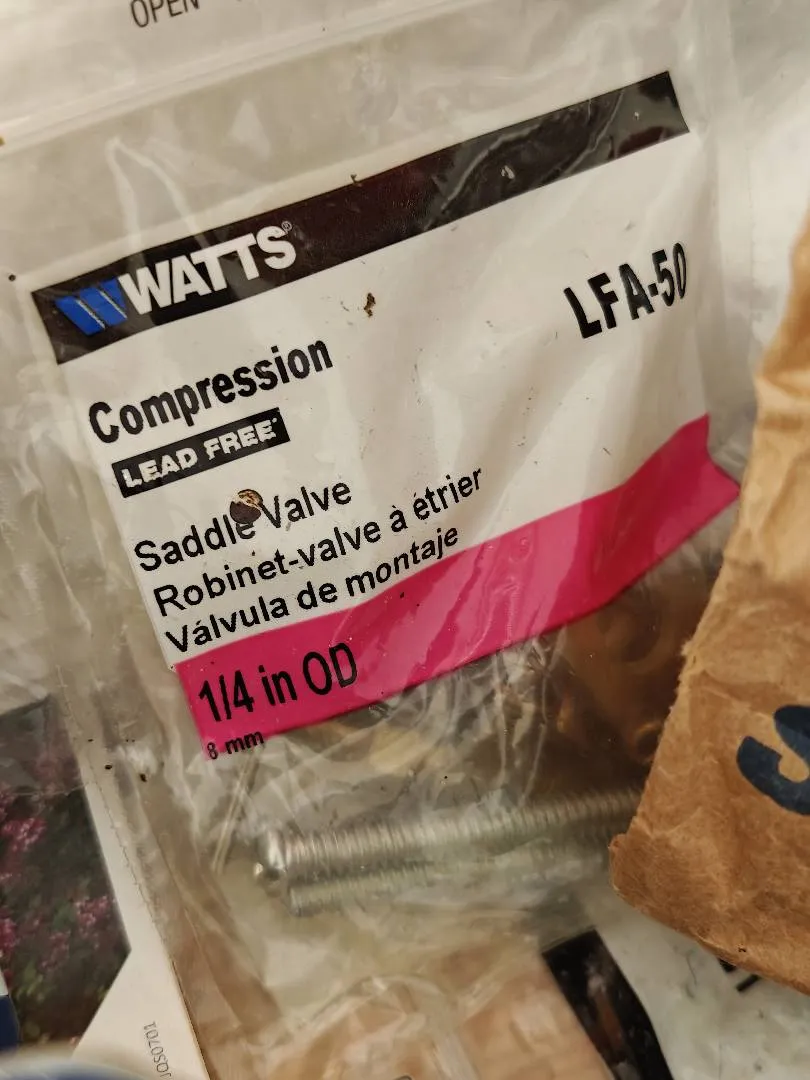 OPEN
WATTS®
LFA-50
Compression
LEAD FREE*
Saddle Valve
Robinet-valve à étrier
Válvula de montaje
1/4 in OD
8 mm
JQS0701